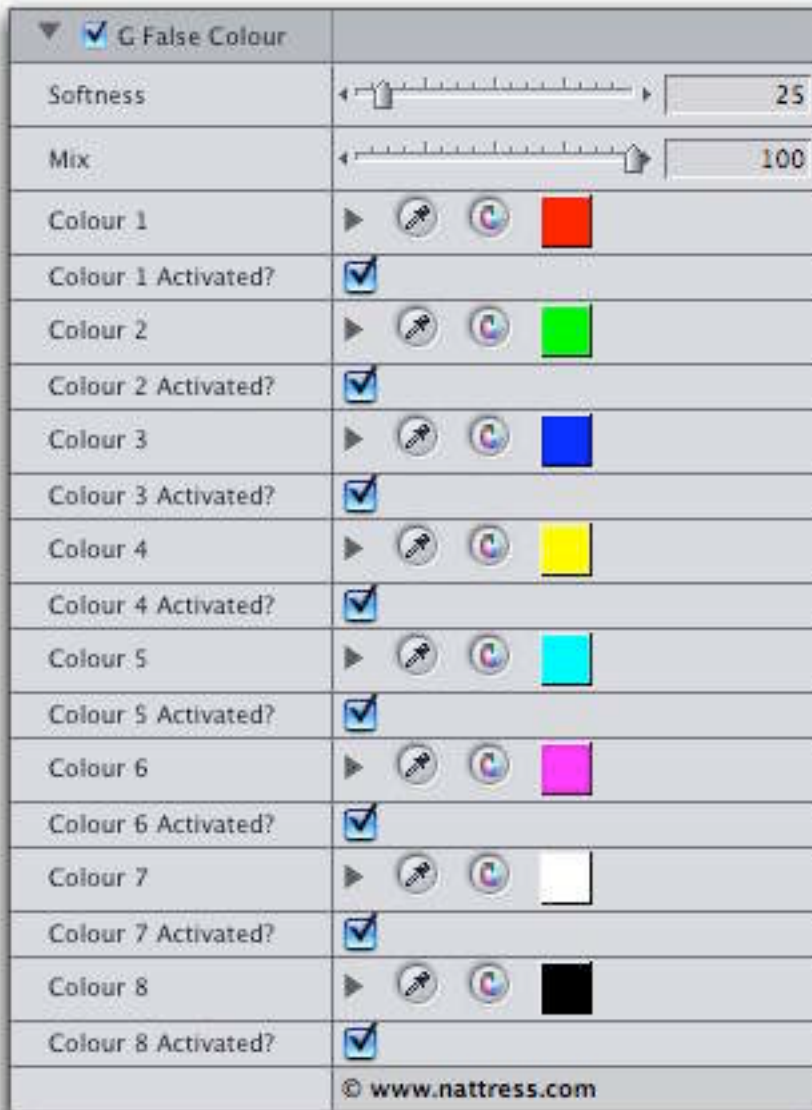 G False Colour
Softness 25
Mix 100
Colour 1
Colour 1 Activated?
Colour 2
Colour 2 Activated?
Colour 3
Colour 3 Activated?
Colour 4
Colour 4 Activated?
Colour 5
Colour 5 Activated?
Colour 6
Colour 6 Activated?
Colour 7
Colour 7 Activated?
Colour 8
Colour 8 Activated?
© www.nattress.com